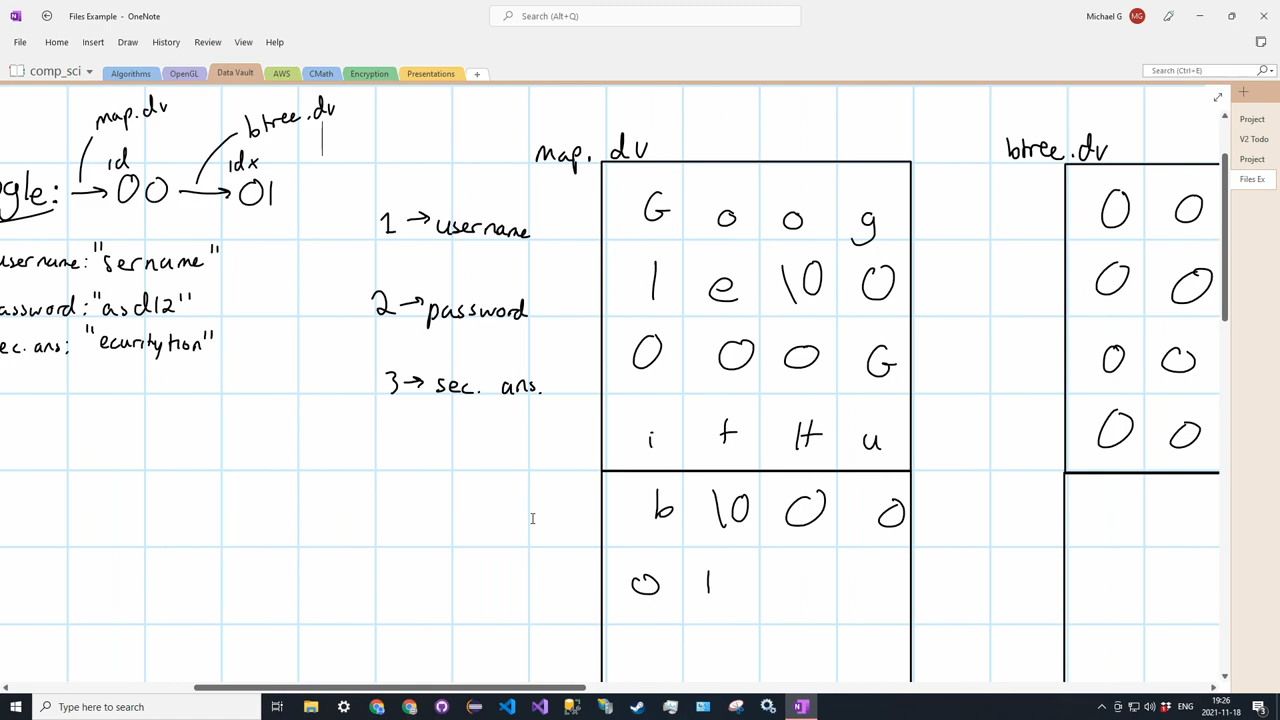 Files Example - OneNote
Search (Alt+Q)
Michael G
MG
File Home Insert Draw History Review View Help
comp_sci
Algorithms OpenGL Data Vault AWS CMath Encryption Presentations +
Search (Ctrl+E)
Project
V2 Todo
Project
Files Ex
map.dv
btree.dv
id
idx
gle: → 00 → 01
username: "sername"
assword: "asd12"
ec. ans: "ecuritytion"
1 → username
2 → password
3 → sec. ans.
map. dv
G o o g
l e \0 0
0 0 0 G
i t H u
b \0 0 0
0 1
btree.dv
0 0
0 0
0 0
0 0
Type here to search
ENG
19:26
2021-11-18